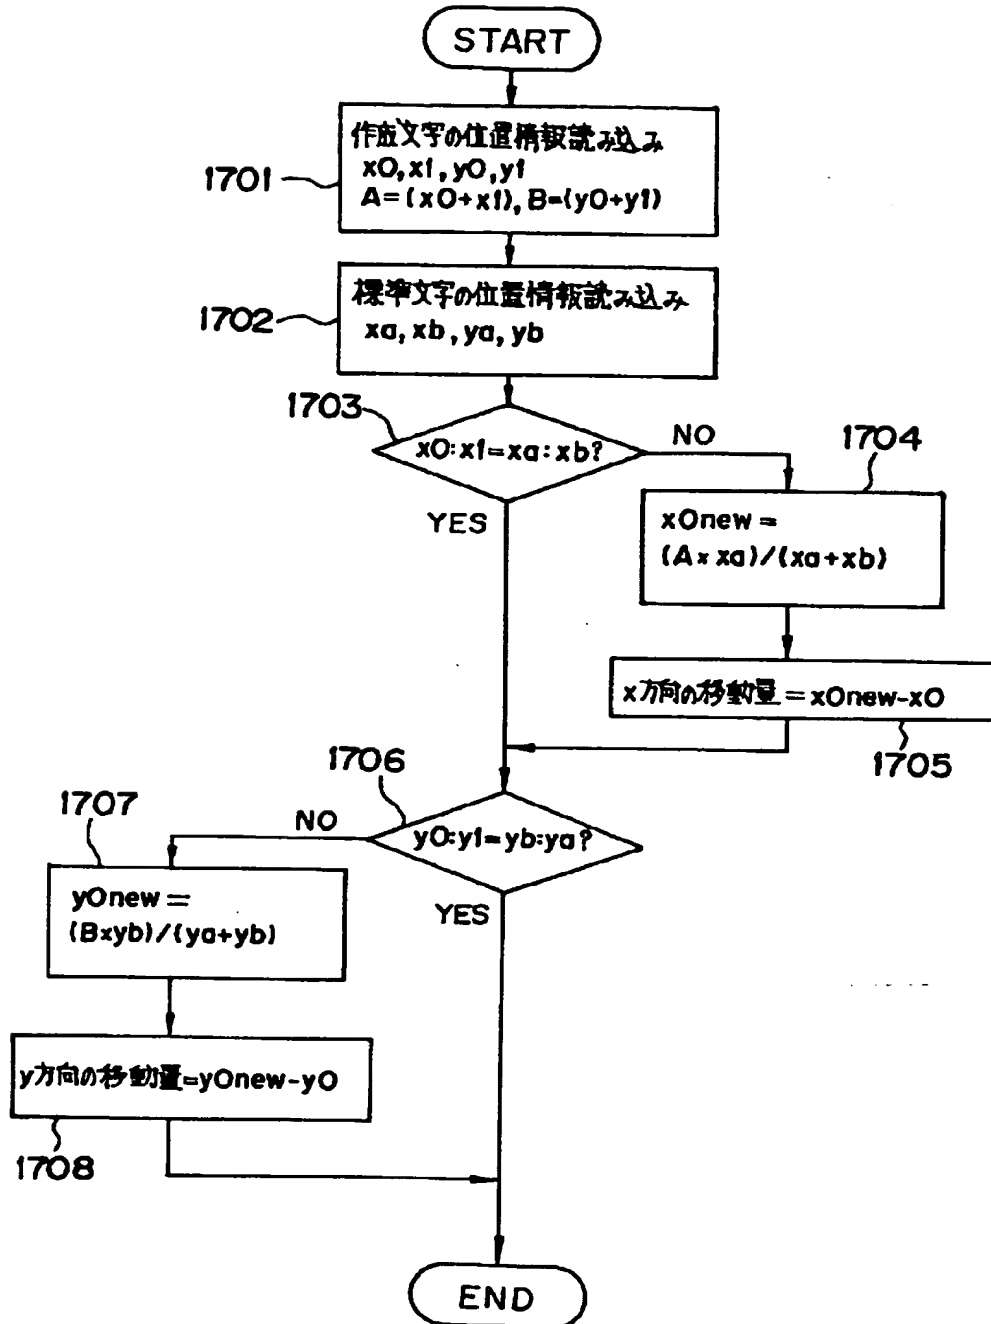 START
1701
作成文字の位置情報読み込み
x0, x1, y0, y1
A=(x0+x1), B=(y0+y1)
1702
標準文字の位置情報読み込み
xa, xb, ya, yb
1703
x0:x1=xa:xb?
NO
YES
1704
x0new=
(A×xa)/(xa+xb)
x方向の移動量=x0new-x0
1705
1706
y0:y1=yb:ya?
NO
YES
1707
y0new=
(B×yb)/(ya+yb)
y方向の移動量=y0new-y0
1708
END